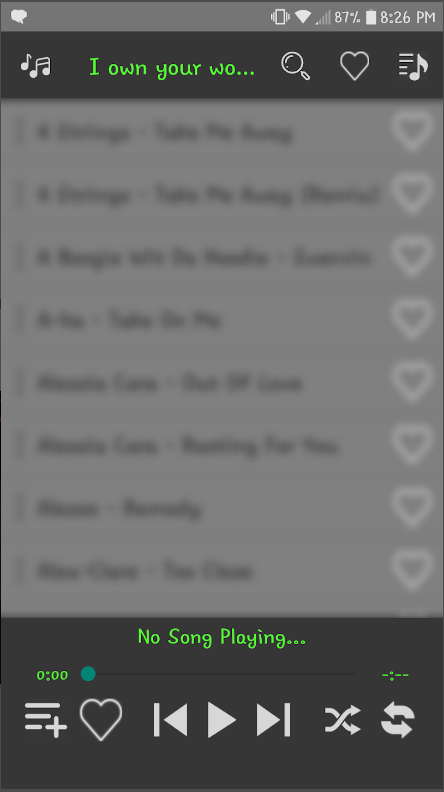 87% 8:26 PM
I own your wo...
4 Strings - Take Me Away
4 Strings - Take Me Away (Remix)
A Boogie Wit Da Hoodie - Swervin
A-ha - Take On Me
Alessia Cara - Out Of Love
Alessia Cara - Rooting For You
Alesso - Remedy
Alex Clare - Too Close
No Song Playing...
0:00 -:--